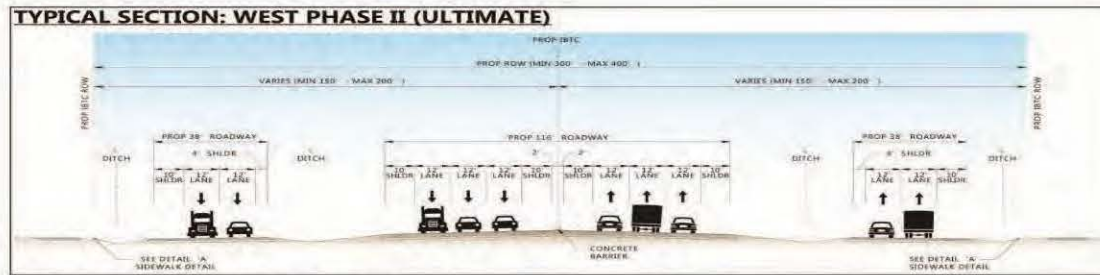 TYPICAL SECTION: WEST PHASE II (ULTIMATE)
PROP IBTC
PROP ROW (MIN 300' - MAX 400')
VARIES (MIN 150' - MAX 200')
VARIES (MIN 150' - MAX 200')
PROP IBTC ROW
PROP IBTC ROW
PROP 38' ROADWAY
PROP 116' ROADWAY
PROP 38' ROADWAY
DITCH
4' SHLDR
DITCH
2'
2'
DITCH
4' SHLDR
DITCH
10' SHLDR
12' LANE
12' LANE
10' SHLDR
12' LANE
12' LANE
12' LANE
10' SHLDR
10' SHLDR
12' LANE
12' LANE
12' LANE
10' SHLDR
12' LANE
12' LANE
10' SHLDR
SEE DETAIL 'A'
SIDEWALK DETAIL
CONCRETE
BARRIER
SEE DETAIL 'A'
SIDEWALK DETAIL